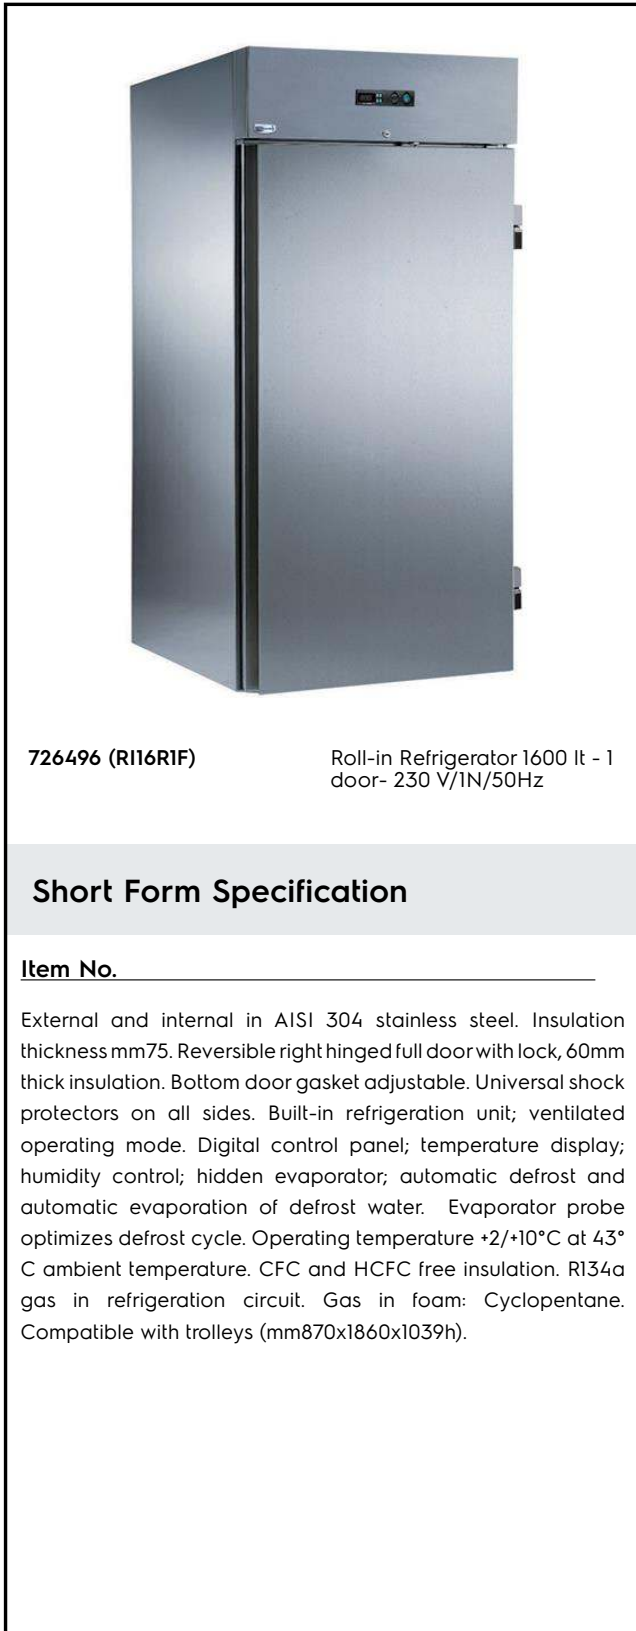 726496 (RI16R1F)
Roll-in Refrigerator 1600 lt - 1
door- 230 V/1N/50Hz
Short Form Specification
Item No.
External and internal in AISI 304 stainless steel. Insulation
thickness mm75. Reversible right hinged full door with lock, 60mm
thick insulation. Bottom door gasket adjustable. Universal shock
protectors on all sides. Built-in refrigeration unit; ventilated
operating mode. Digital control panel; temperature display;
humidity control; hidden evaporator; automatic defrost and
automatic evaporation of defrost water. Evaporator probe
optimizes defrost cycle. Operating temperature +2/+10°C at 43°
C ambient temperature. CFC and HCFC free insulation. R134a
gas in refrigeration circuit. Gas in foam: Cyclopentane.
Compatible with trolleys (mm870x1860x1039h).